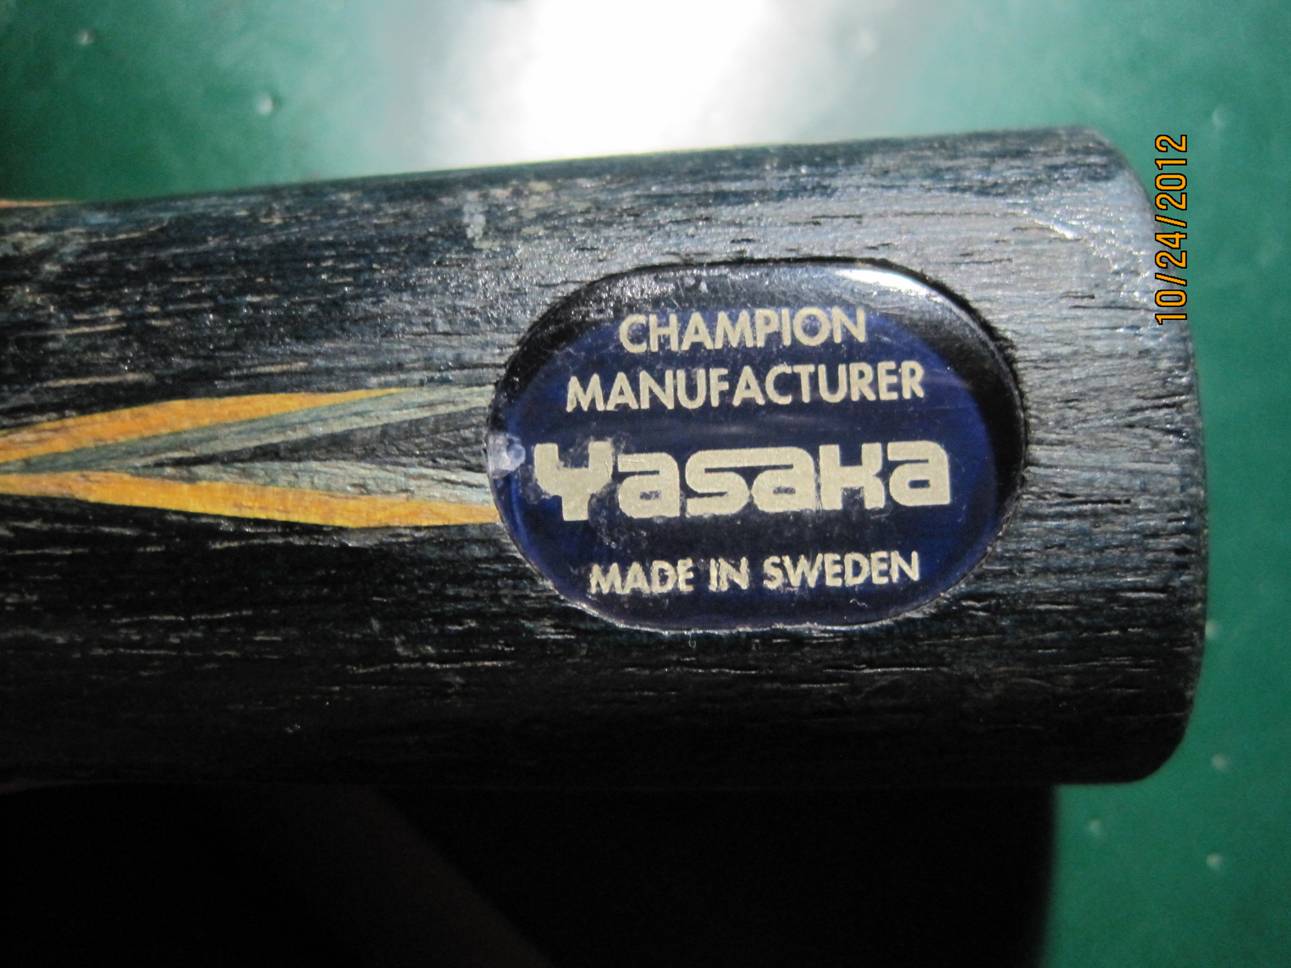 CHAMPION
MANUFACTURER
Yasaka
MADE IN SWEDEN
10/24/2012